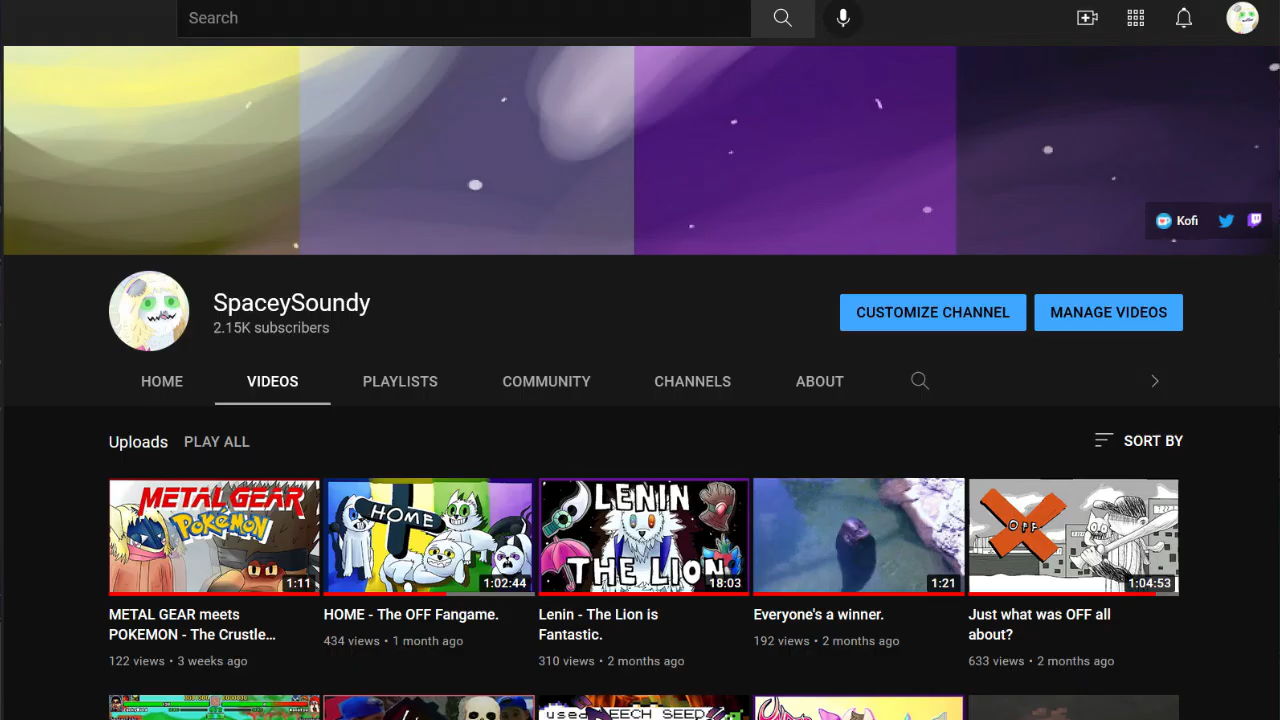 Search
Kofi
SpaceySoundy
2.15K subscribers
CUSTOMIZE CHANNEL
MANAGE VIDEOS
HOME
VIDEOS
PLAYLISTS
COMMUNITY
CHANNELS
ABOUT
Uploads
PLAY ALL
SORT BY
METAL GEAR
POKéMON
1:11
HOME
1:02:44
LENIN
THE LION
18:03
1:21
OFF
1:04:53
METAL GEAR meets
POKEMON - The Crustle...
122 views • 3 weeks ago
HOME - The OFF Fangame.
434 views • 1 month ago
Lenin - The Lion is
Fantastic.
310 views • 2 months ago
Everyone's a winner.
192 views • 2 months ago
Just what was OFF all
about?
633 views • 2 months ago
used LEECH SEED